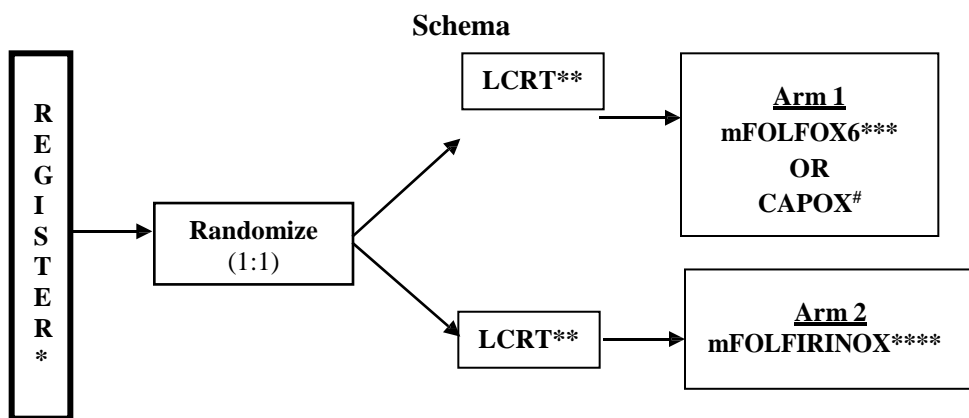 Schema
R
E
G
I
S
T
E
R
*
Randomize
(1:1)
LCRT**
Arm 1
mFOLFOX6***
OR
CAPOX#
LCRT**
Arm 2
mFOLFIRINOX****